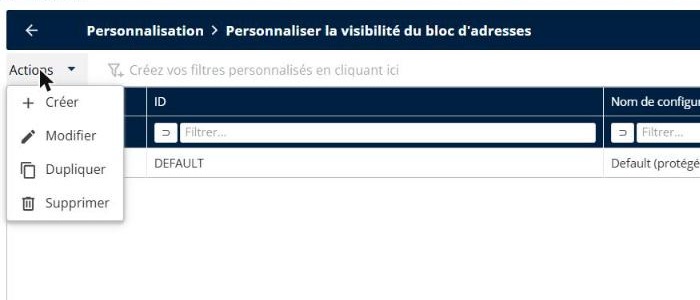 Personnalisation > Personnaliser la visibilité du bloc d'adresses
Actions
Créez vos filtres personnalisés en cliquant ici
ID
Nom de configur
Filtrer...
Filtrer...
DEFAULT
Default (protégé
Créer
Modifier
Dupliquer
Supprimer